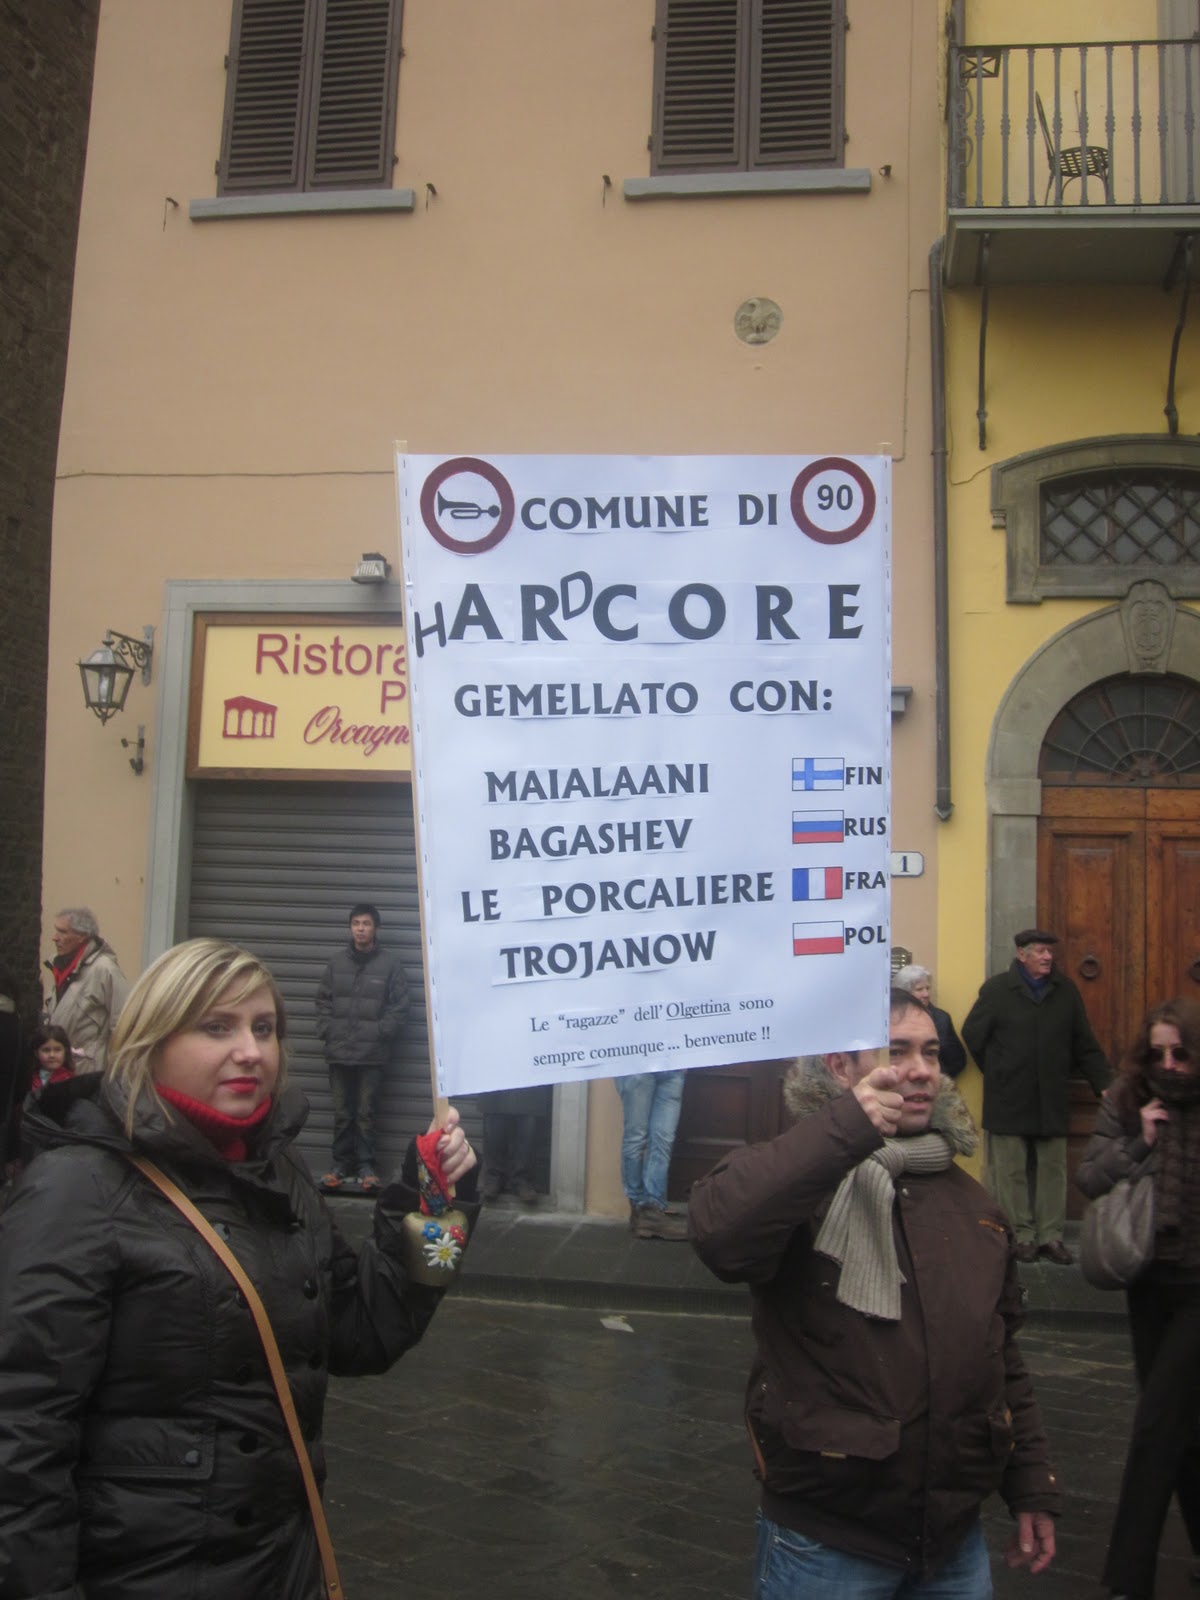 COMUNE DI
90
HARDCORE
GEMELLATO CON:
MAIALAANI FIN
BAGASHEV RUS
LE PORCALIERE FRA
TROJANOW POL
Le "ragazze" dell' Olgettina sono
sempre comunque... benvenute !!
Ristora
P
Orcagn
1